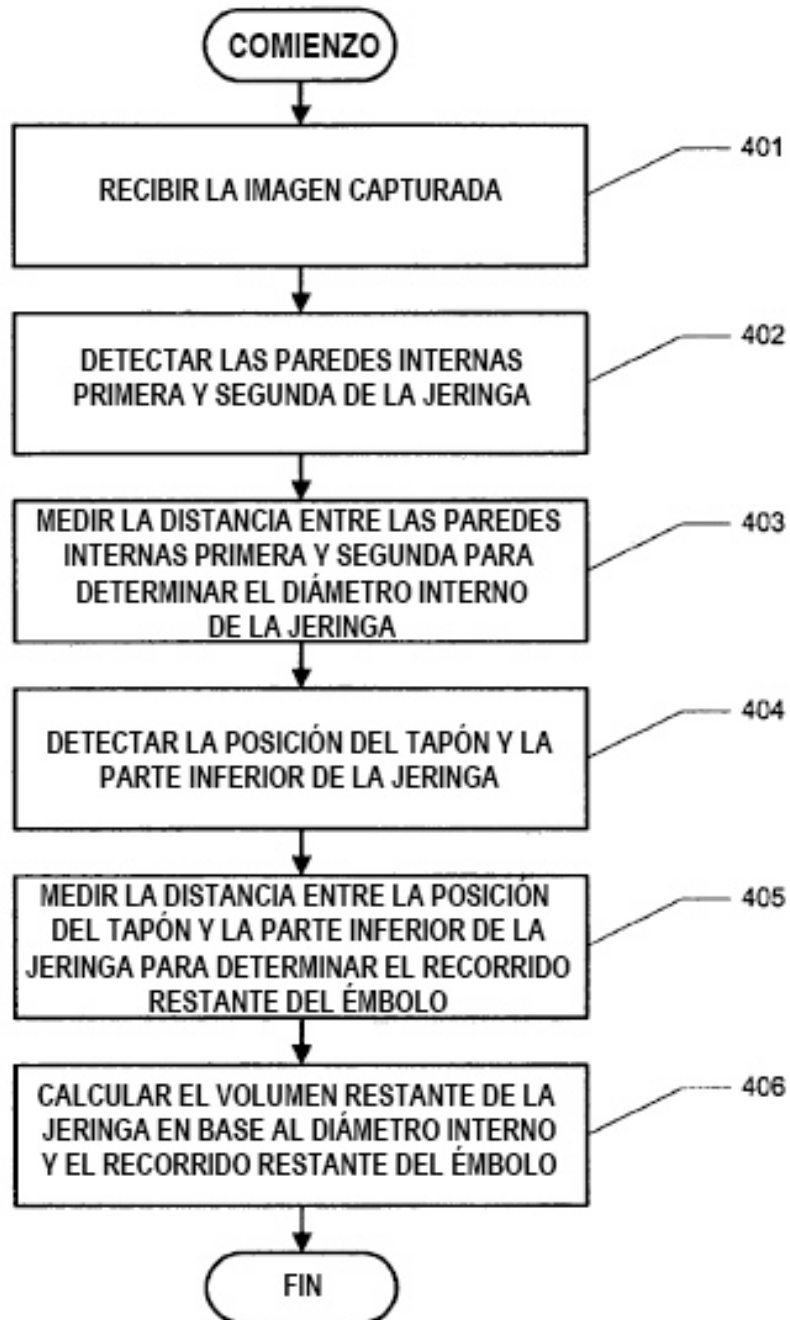 COMIENZO
RECIBIR LA IMAGEN CAPTURADA
401
DETECTAR LAS PAREDES INTERNAS
PRIMERA Y SEGUNDA DE LA JERINGA
402
MEDIR LA DISTANCIA ENTRE LAS PAREDES
INTERNAS PRIMERA Y SEGUNDA PARA
DETERMINAR EL DIÁMETRO INTERNO
DE LA JERINGA
403
DETECTAR LA POSICIÓN DEL TAPÓN Y LA
PARTE INFERIOR DE LA JERINGA
404
MEDIR LA DISTANCIA ENTRE LA POSICIÓN
DEL TAPÓN Y LA PARTE INFERIOR DE LA
JERINGA PARA DETERMINAR EL RECORRIDO
RESTANTE DEL ÉMBOLO
405
CALCULAR EL VOLUMEN RESTANTE DE LA
JERINGA EN BASE AL DIÁMETRO INTERNO
Y EL RECORRIDO RESTANTE DEL ÉMBOLO
406
FIN